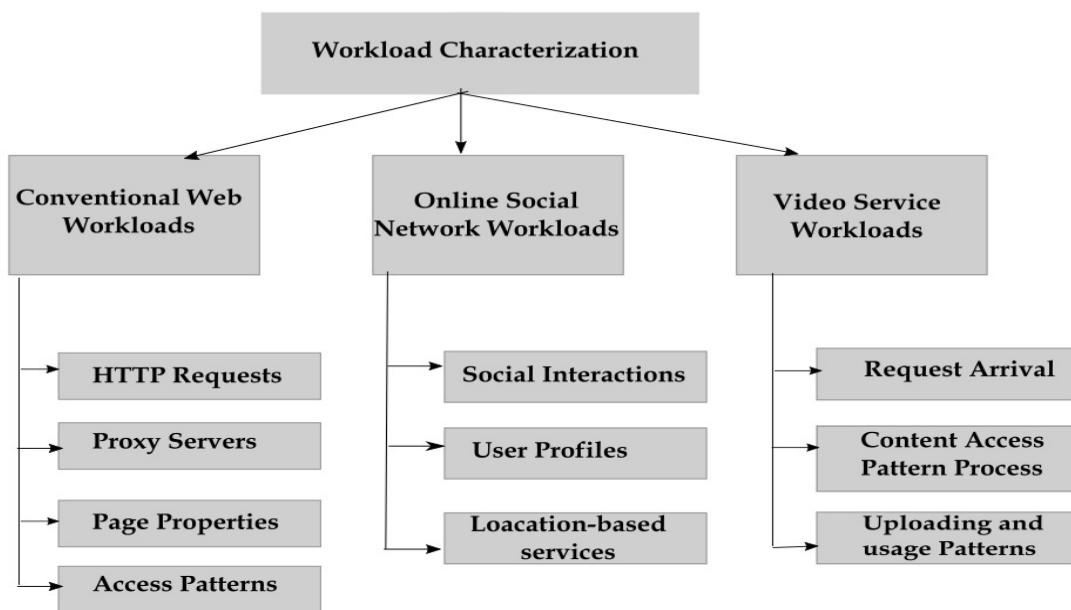 Workload Characterization
Conventional Web
Workloads
HTTP Requests
Proxy Servers
Page Properties
Access Patterns
Online Social
Network Workloads
Social Interactions
User Profiles
Loacation-based
services
Video Service
Workloads
Request Arrival
Content Access
Pattern Process
Uploading and
usage Patterns